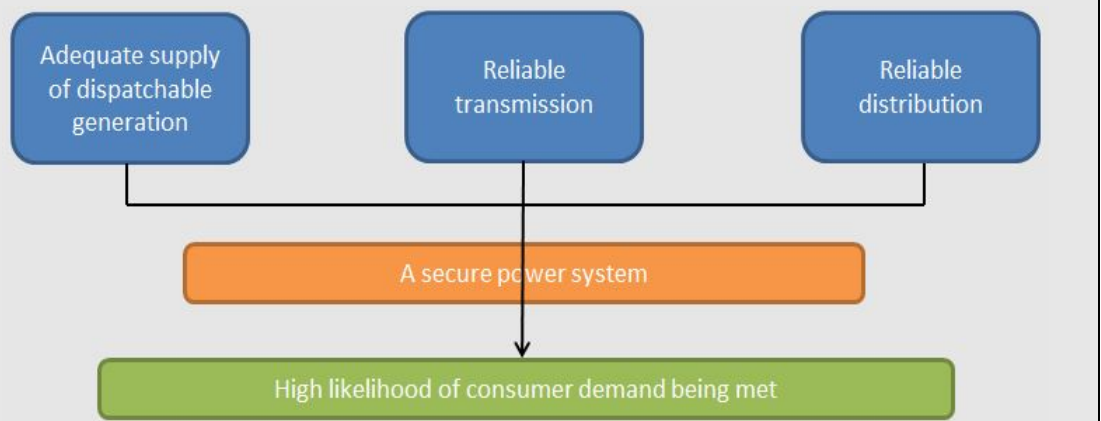 Adequate supply
of dispatchable
generation
Reliable
transmission
Reliable
distribution
A secure power system
High likelihood of consumer demand being met